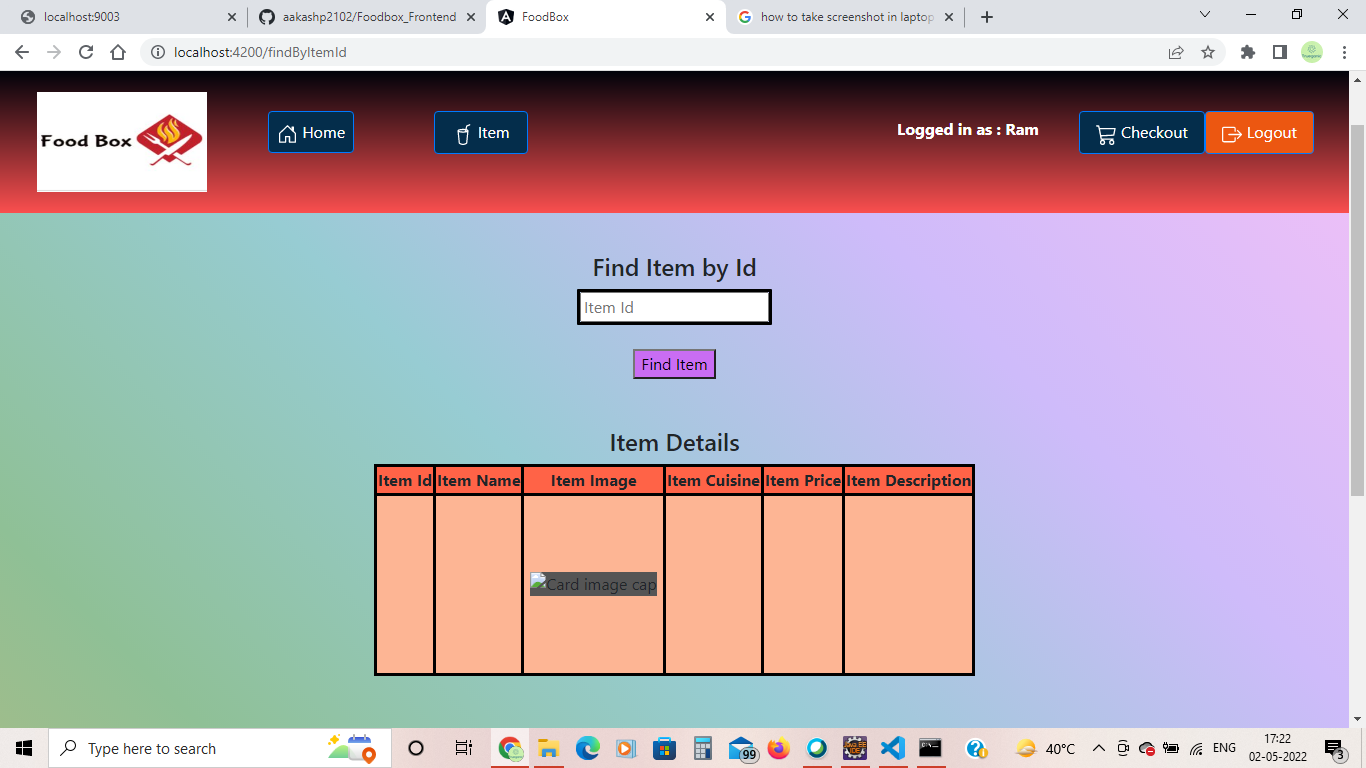 localhost:9003
aakashp2102/Foodbox_Frontend
FoodBox
how to take screenshot in laptop
localhost:4200/findByItemId
Food Box
Home
Item
Logged in as : Ram
Checkout
Logout
Find Item by Id
Item Id
Find Item
Item Details
Item Id Item Name Item Image Item Cuisine Item Price Item Description
Card image cap
Type here to search
99
40°C
ENG
17:22
02-05-2022
3